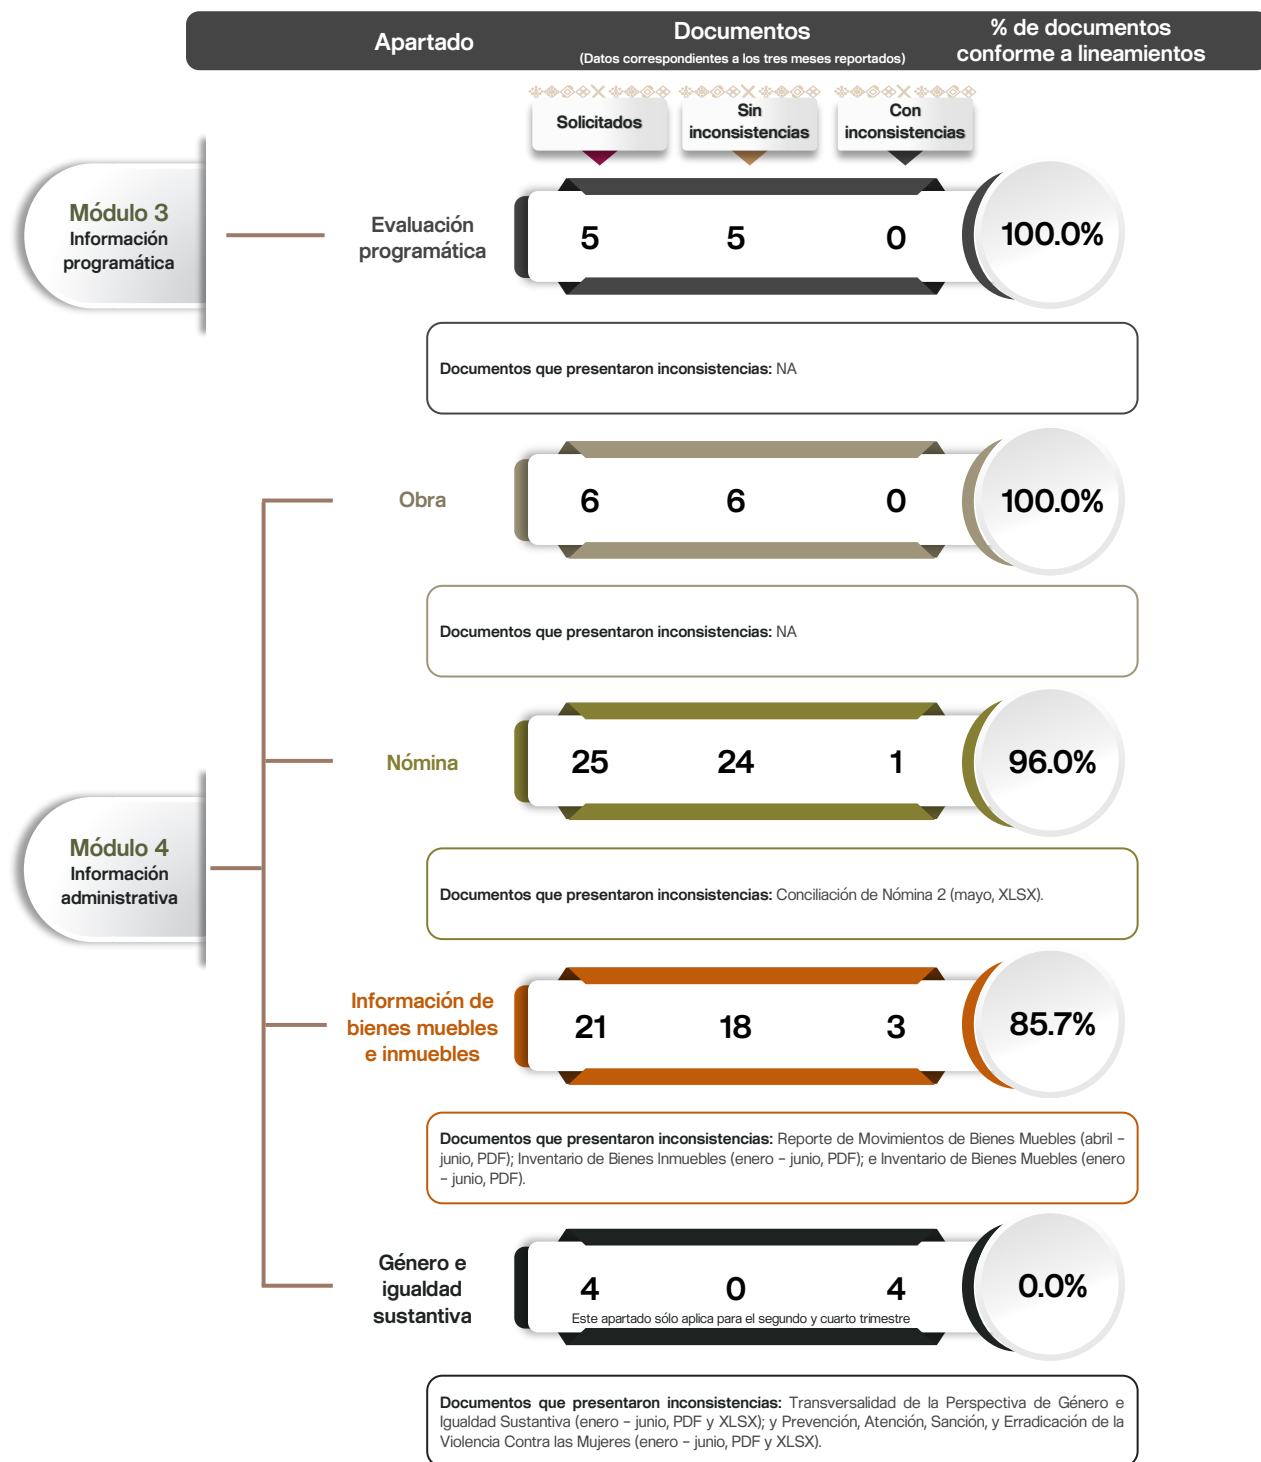 Apartado
Documentos
(Datos correspondientes a los tres meses reportados)
% de documentos
conforme a lineamientos
Solicitados
Sin
inconsistencias
Con
inconsistencias
Módulo 3
Información
programática
Evaluación
programática
5
5
0
100.0%
Documentos que presentaron inconsistencias: NA
Obra
6
6
0
100.0%
Documentos que presentaron inconsistencias: NA
Nómina
25
24
1
96.0%
Documentos que presentaron inconsistencias: Conciliación de Nómina 2 (mayo, XLSX).
Módulo 4
Información
administrativa
Información de
bienes muebles
e inmuebles
21
18
3
85.7%
Documentos que presentaron inconsistencias: Reporte de Movimientos de Bienes Muebles (abril –
junio, PDF); Inventario de Bienes Inmuebles (enero – junio, PDF); e Inventario de Bienes Muebles (enero
– junio, PDF).
Género e
igualdad
sustantiva
4
0
4
0.0%
Este apartado sólo aplica para el segundo y cuarto trimestre
Documentos que presentaron inconsistencias: Transversalidad de la Perspectiva de Género e
Igualdad Sustantiva (enero – junio, PDF y XLSX); y Prevención, Atención, Sanción, y Erradicación de la
Violencia Contra las Mujeres (enero – junio, PDF y XLSX).